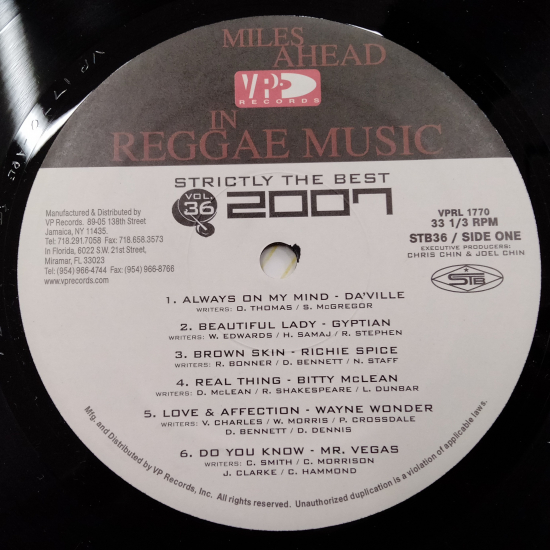 MILES
AHEAD
VP
RECORDS
IN
REGGAE MUSIC
STRICTLY THE BEST
VOL. 36
2007
Manufactured & Distributed by
VP Records. 89-05 138th Street
Jamaica, NY 11435.
Tel: 718.291.7058 Fax: 718.658.3573
In Florida, 6022 S.W. 21st Street,
Miramar, FL 33023
Tel: (954) 966-4744 Fax: (954) 966-8766
www.vprecords.com
VPRL 1770
33 1/3 RPM
STB36 / SIDE ONE
EXECUTIVE PRODUCERS:
CHRIS CHIN & JOEL CHIN
STB
1. ALWAYS ON MY MIND - DA'VILLE
WRITERS: O. THOMAS / S. McGREGOR
2. BEAUTIFUL LADY - GYPTIAN
WRITERS: W. EDWARDS / H. SAMAJ / R. STEPHEN
3. BROWN SKIN - RICHIE SPICE
WRITERS: R. BONNER / D. BENNETT / N. STAFF
4. REAL THING - BITTY McLEAN
WRITERS: D. McLEAN / R. SHAKESPEARE / L. DUNBAR
5. LOVE & AFFECTION - WAYNE WONDER
WRITERS: V. CHARLES / W. MORRIS / P. CROSSDALE
D. BENNETT / D. DENNIS
6. DO YOU KNOW - MR. VEGAS
WRITERS: C. SMITH / C. MORRISON
J. CLARKE / C. HAMMOND
Mfg. and Distributed by VP Records, Inc. All rights reserved. Unauthorized duplication is a violation of applicable laws.